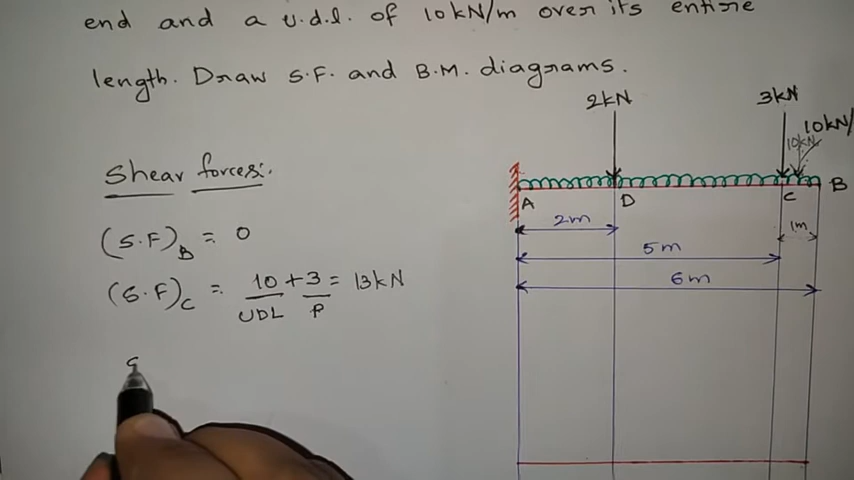 end and a u.d.l. of 10kN/m over its entire
length. Draw S.F. and B.M. diagrams.
2kN
3kN
10kN/
10kN
Shear forces:
A
D
C
B
(S.F)B = 0
2m
1m
5m
(S.F)C = 10 + 3 = 13kN
UDL P
6m
S